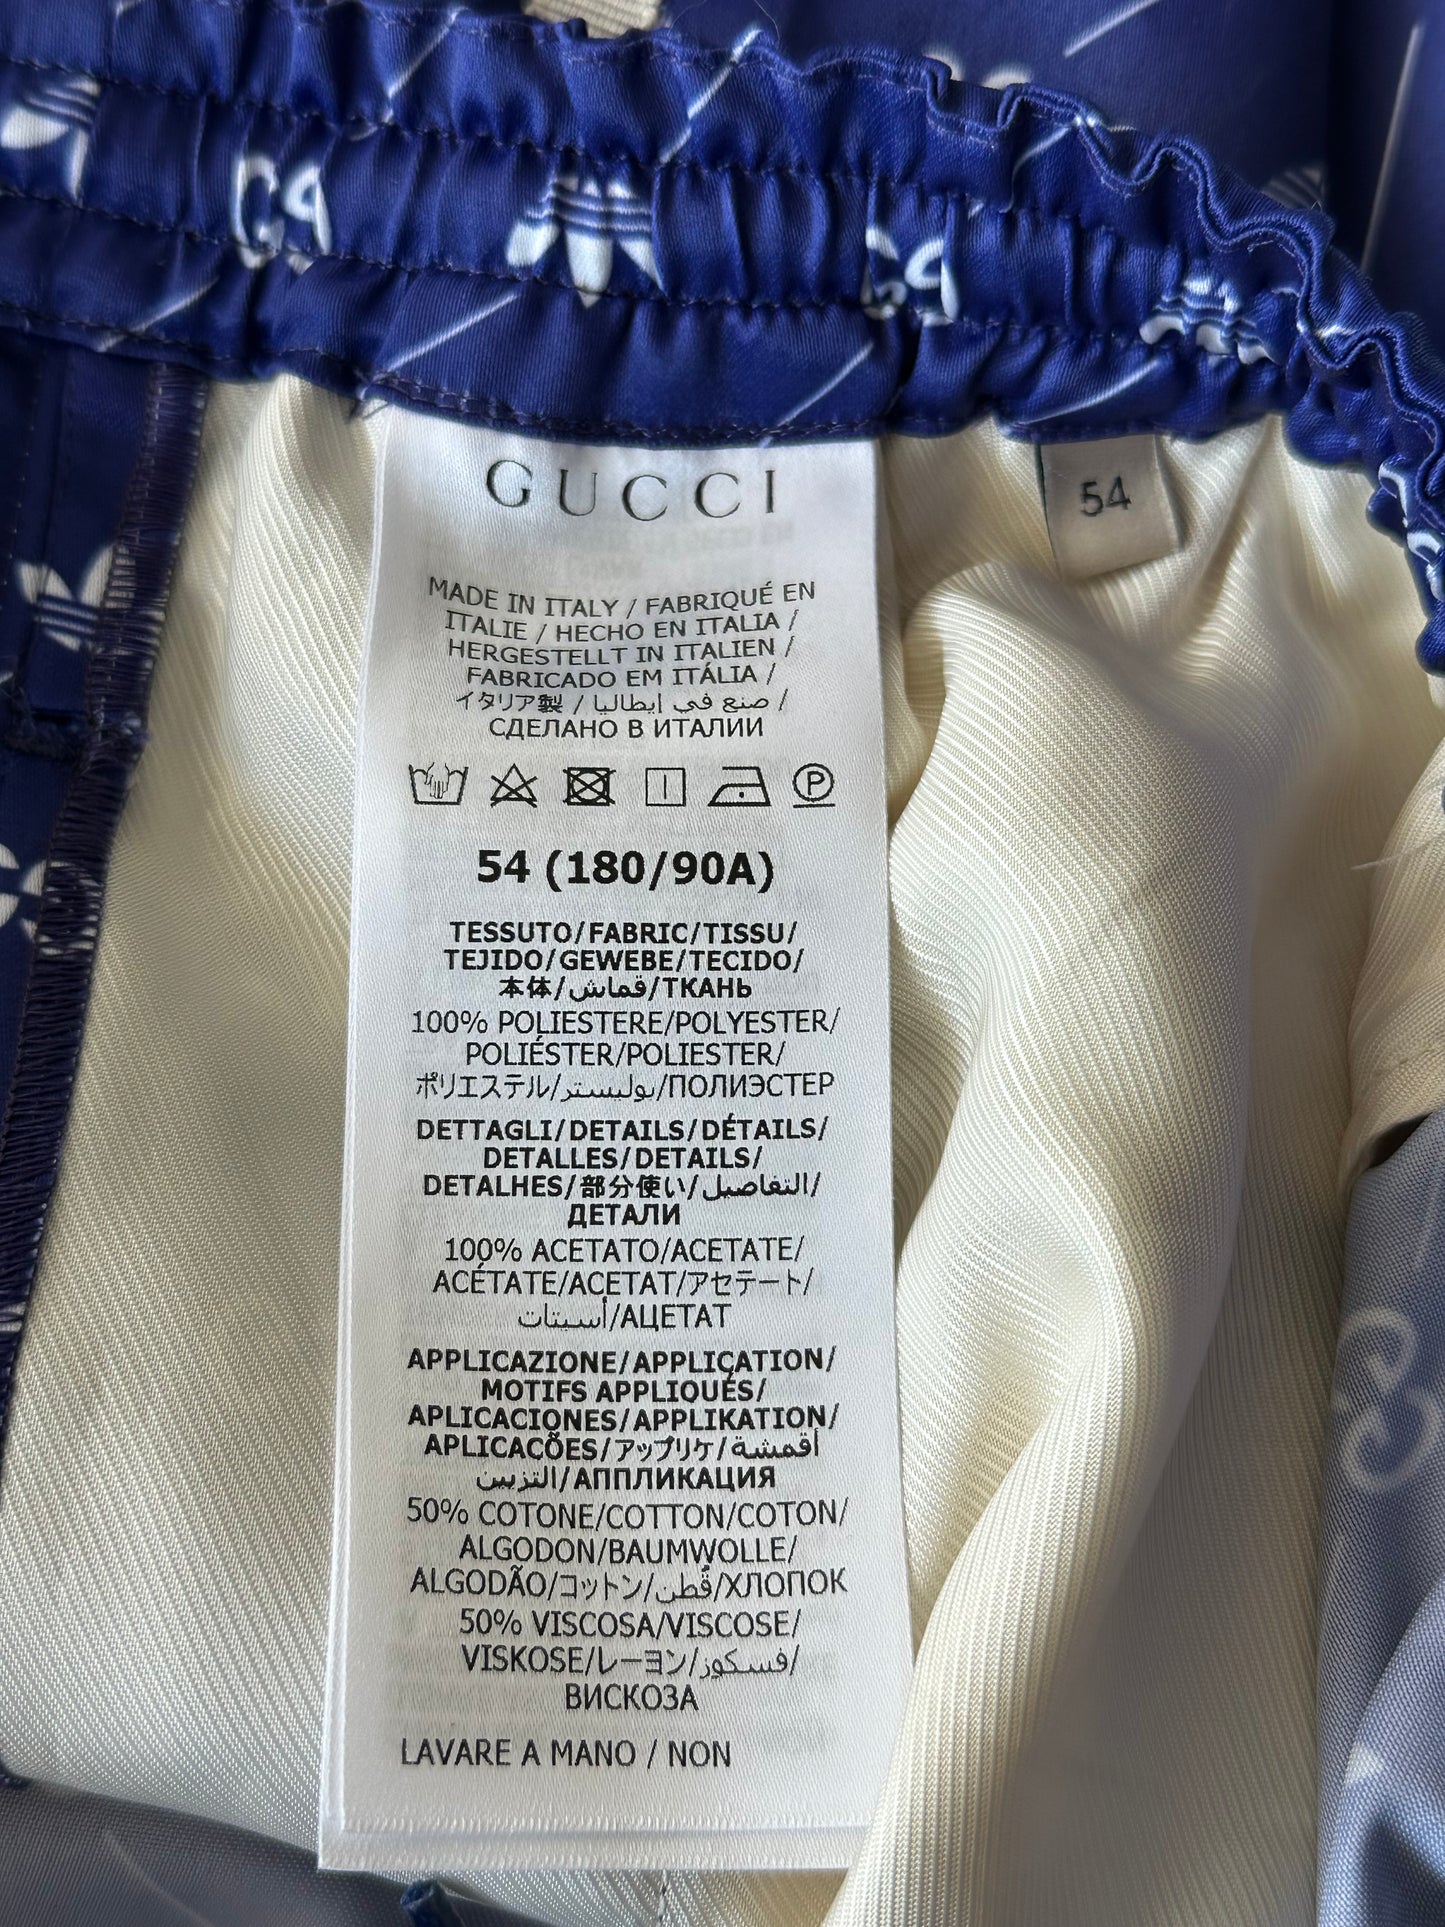 GUCCI
54
MADE IN ITALY / FABRIQUÉ EN
ITALIE / HECHO EN ITALIA /
HERGESTELLT IN ITALIEN /
FABRICADO EM ITÁLIA /
イタリア製 / صنع في إيطاليا /
СДЕЛАНО В ИТАЛИИ
P
54 (180/90A)
TESSUTO/FABRIC/TISSU/
TEJIDO/GEWEBE/TECIDO/
本体/قماش/ТКАНЬ
100% POLIESTERE/POLYESTER/
POLIÉSTER/POLIESTER/
ポリエステル/بوليستر/ПОЛИЭСТЕР
DETTAGLI/DETAILS/DÉTAILS/
DETALLES/DETAILS/
DETALHES/部分使い/التفاصيل/
ДЕТАЛИ
100% ACETATO/ACETATE/
ACÉTATE/ACETAT/アセテート/
أسيتات/АЦЕТАТ
APPLICAZIONE/APPLICATION/
MOTIFS APPLIQUÉS/
APLICACIONES/APPLIKATION/
APLICAÇÕES/アップリケ/أقمشة
التزيين/АППЛИКАЦИЯ
50% COTONE/COTTON/COTON/
ALGODON/BAUMWOLLE/
ALGODÃO/コットン/قُطن/ХЛОПОК
50% VISCOSA/VISCOSE/
VISKOSE/レーヨン/فسكوز/
ВИСКОЗА
LAVARE A MANO / NON